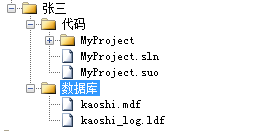 张三
代码
MyProject
MyProject.sln
MyProject.suo
数据库
kaoshi.mdf
kaoshi_log.ldf